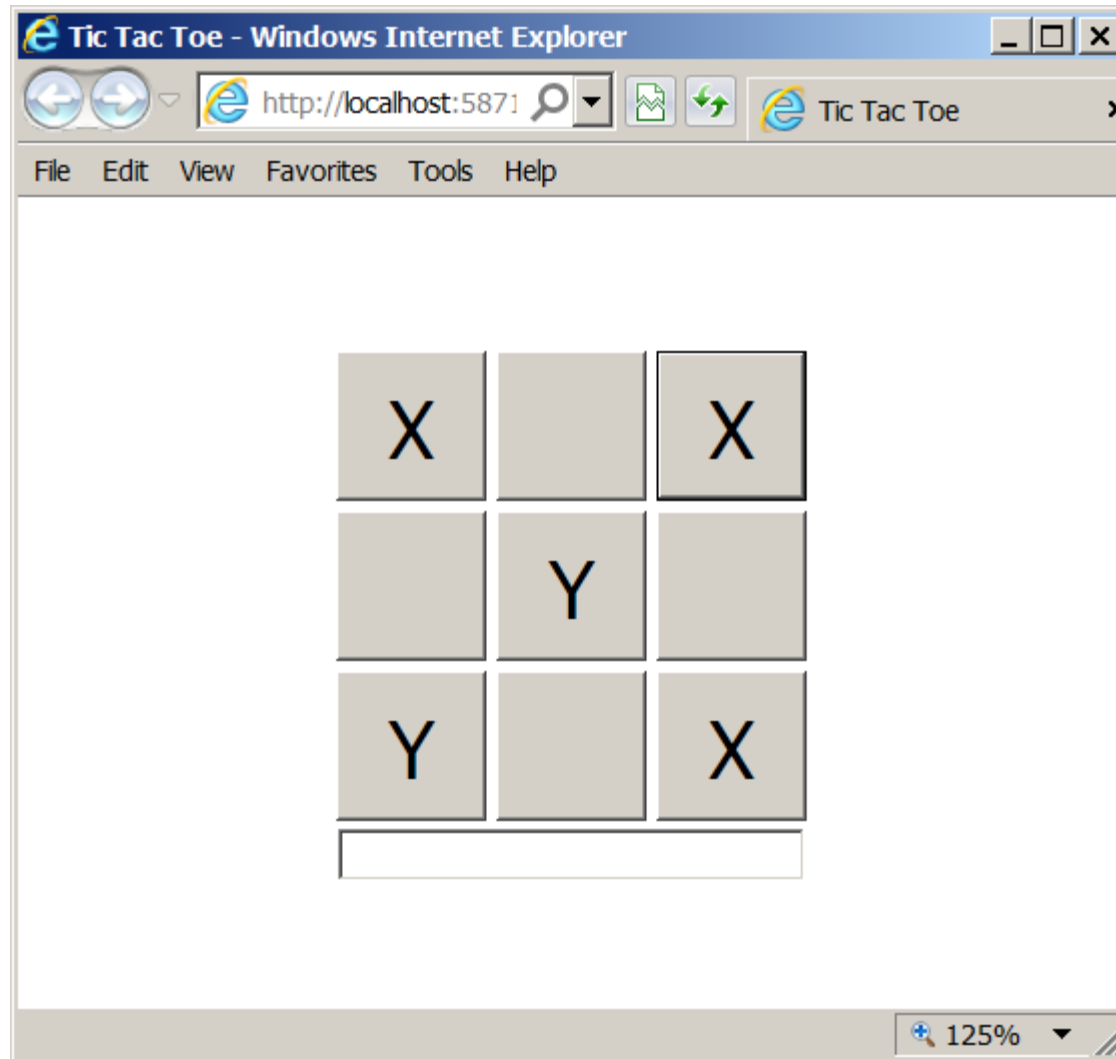 Tic Tac Toe - Windows Internet Explorer
http://localhost:5871 Tic Tac Toe
File Edit View Favorites Tools Help
X X
Y
Y X
125%